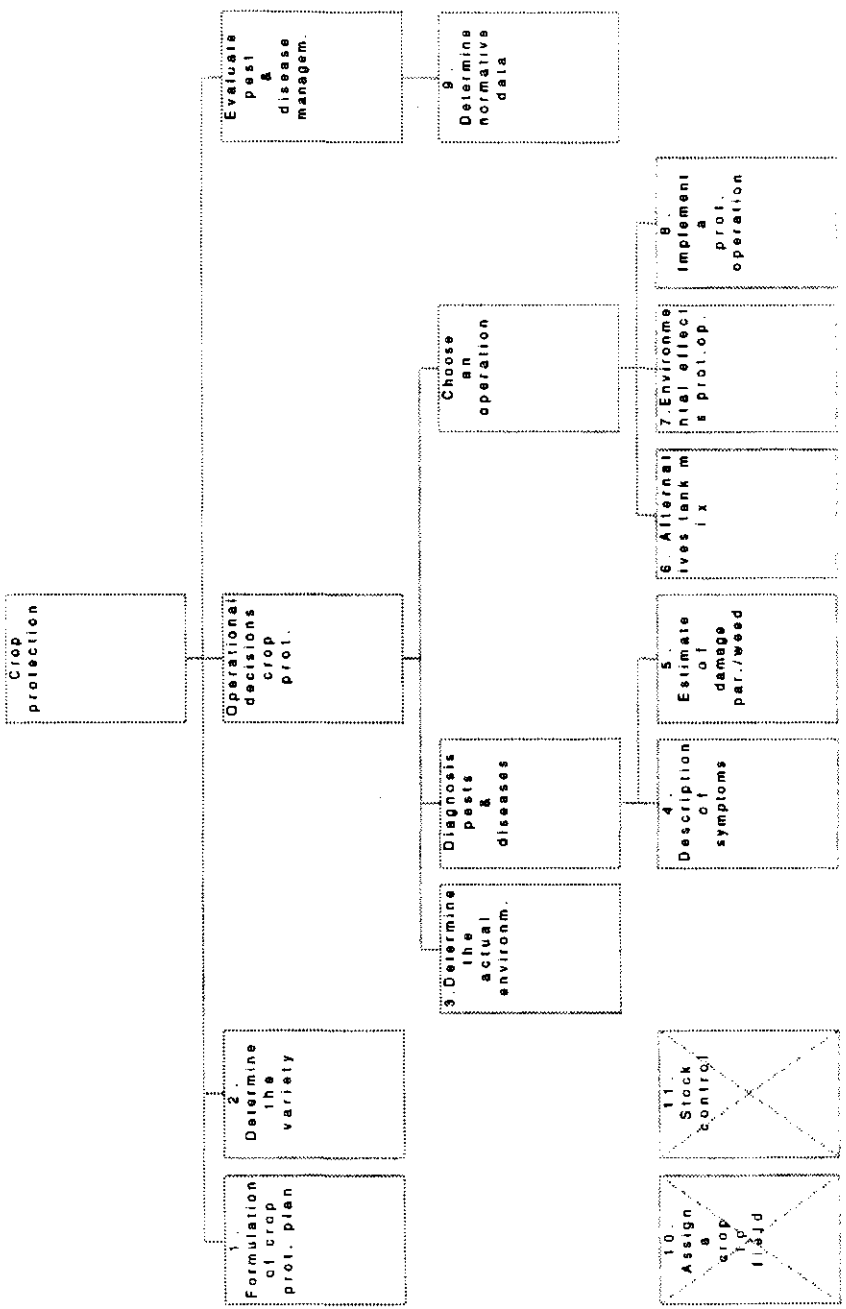 Crop
protection
1.
Formulation
of crop
prot. plan
2.
Determine
the
variety
Operational
decisions
crop
prot.
Evaluate
pest
&
disease
managem.
3.Determine
the
actual
environm.
Diagnosis
pests
&
diseases
Choose
an
operation
9.
Determine
normative
data
10.
Assign
a
crop
to
field
11.
Stock
control
4.
Description
of
symptoms
5.
Estimate
of
damage
par./weed
6. Alternat
ives tank m
ix
7.Environme
ntal effect
s prot.op.
8.
Implement
a
prot.
operation